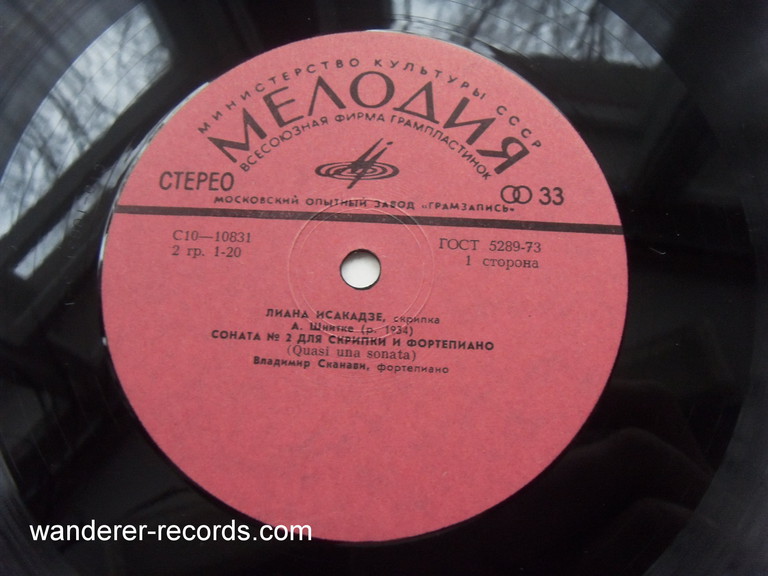 МИНИСТЕРСТВО КУЛЬТУРЫ СССР
МЕЛОДИЯ
ВСЕСОЮЗНАЯ ФИРМА ГРАМПЛАСТИНОК
СТЕРЕО
33
МОСКОВСКИЙ ОПЫТНЫЙ ЗАВОД «ГРАМЗАПИСЬ»
С10—10831
2 гр. 1-20
ГОСТ 5289-73
1 сторона
ЛИАНА ИСАКАДЗЕ, скрипка
А. Шнитке (р. 1934)
СОНАТА № 2 ДЛЯ СКРИПКИ И ФОРТЕПИАНО
(Quasi una sonata)
Владимир Сканави, фортепиано
wanderer-records.com